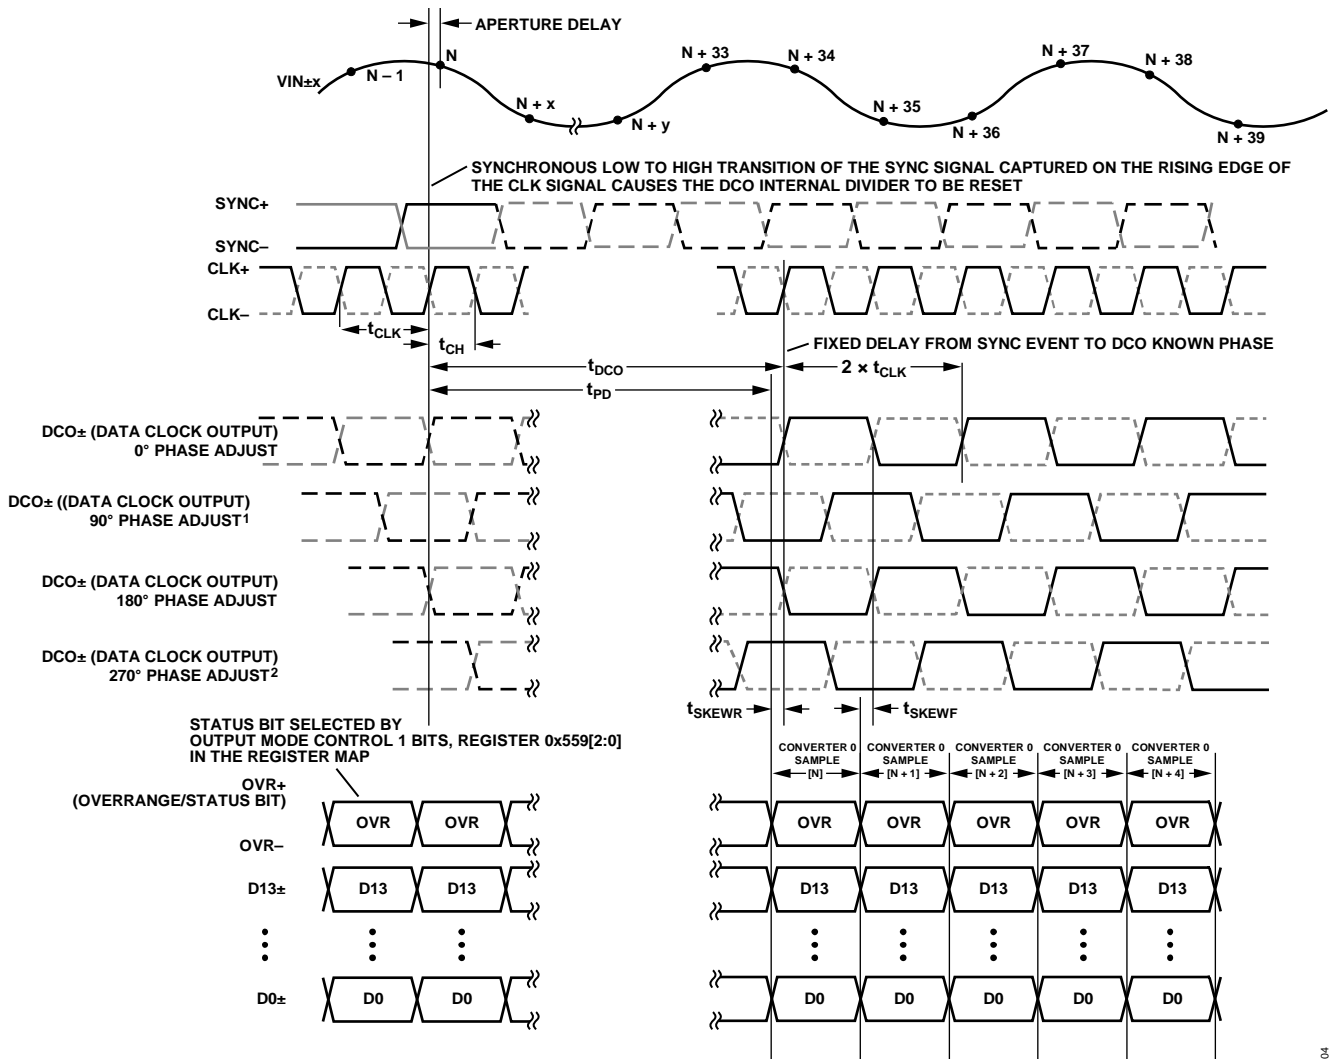 APERTURE DELAY
VIN±x
N – 1
N
N + x
N + y
N + 33
N + 34
N + 35
N + 36
N + 37
N + 38
N + 39
SYNCHRONOUS LOW TO HIGH TRANSITION OF THE SYNC SIGNAL CAPTURED ON THE RISING EDGE OF
THE CLK SIGNAL CAUSES THE DCO INTERNAL DIVIDER TO BE RESET
SYNC+
SYNC–
CLK+
CLK–
tCLK
tCH
FIXED DELAY FROM SYNC EVENT TO DCO KNOWN PHASE
tDCO
2 × tCLK
tPD
DCO± (DATA CLOCK OUTPUT)
0° PHASE ADJUST
DCO± ((DATA CLOCK OUTPUT)
90° PHASE ADJUST1
DCO± (DATA CLOCK OUTPUT)
180° PHASE ADJUST
DCO± (DATA CLOCK OUTPUT)
270° PHASE ADJUST2
tSKEWR
tSKEWF
STATUS BIT SELECTED BY
OUTPUT MODE CONTROL 1 BITS, REGISTER 0x559[2:0]
IN THE REGISTER MAP
CONVERTER 0
SAMPLE
[N]
CONVERTER 0
SAMPLE
[N + 1]
CONVERTER 0
SAMPLE
[N + 2]
CONVERTER 0
SAMPLE
[N + 3]
CONVERTER 0
SAMPLE
[N + 4]
OVR+
(OVERRANGE/STATUS BIT)
OVR–
OVR OVR OVR OVR OVR OVR OVR
D13± D13 D13 D13 D13 D13 D13 D13
D0± D0 D0 D0 D0 D0 D0 D0
04